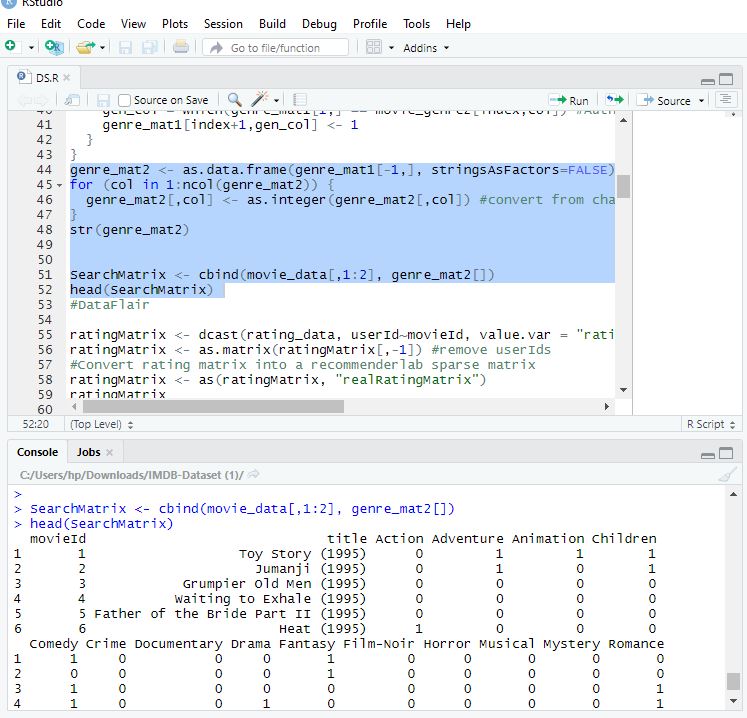 RStudio
File Edit Code View Plots Session Build Debug Profile Tools Help
Go to file/function Addins
DS.R
Source on Save Run Source
41 genre_mat1[index+1,gen_col] <- 1
42 }
43 }
44 genre_mat2 <- as.data.frame(genre_mat1[-1,], stringsAsFactors=FALSE)
45 for (col in 1:ncol(genre_mat2)) {
46 genre_mat2[,col] <- as.integer(genre_mat2[,col]) #convert from cha
47 }
48 str(genre_mat2)
49
50
51 SearchMatrix <- cbind(movie_data[,1:2], genre_mat2[])
52 head(SearchMatrix)
53 #DataFlair
54
55 ratingMatrix <- dcast(rating_data, userId~movieId, value.var = "rati
56 ratingMatrix <- as.matrix(ratingMatrix[,-1]) #remove userIds
57 #Convert rating matrix into a recommenderlab sparse matrix
58 ratingMatrix <- as(ratingMatrix, "realRatingMatrix")
59 ratingMatrix
60
52:20 (Top Level) R Script
Console Jobs
C:/Users/hp/Downloads/IMDB-Dataset (1)/
>
> SearchMatrix <- cbind(movie_data[,1:2], genre_mat2[])
> head(SearchMatrix)
movieId title Action Adventure Animation Children
1 1 Toy Story (1995) 0 1 1 1
2 2 Jumanji (1995) 0 1 0 1
3 3 Grumpier Old Men (1995) 0 0 0 0
4 4 Waiting to Exhale (1995) 0 0 0 0
5 5 Father of the Bride Part II (1995) 0 0 0 0
6 6 Heat (1995) 1 0 0 0
Comedy Crime Documentary Drama Fantasy Film-Noir Horror Musical Mystery Romance
1 1 0 0 0 1 0 0 0 0 0
2 0 0 0 0 1 0 0 0 0 0
3 1 0 0 0 0 0 0 0 0 1
4 1 0 0 1 0 0 0 0 0 1